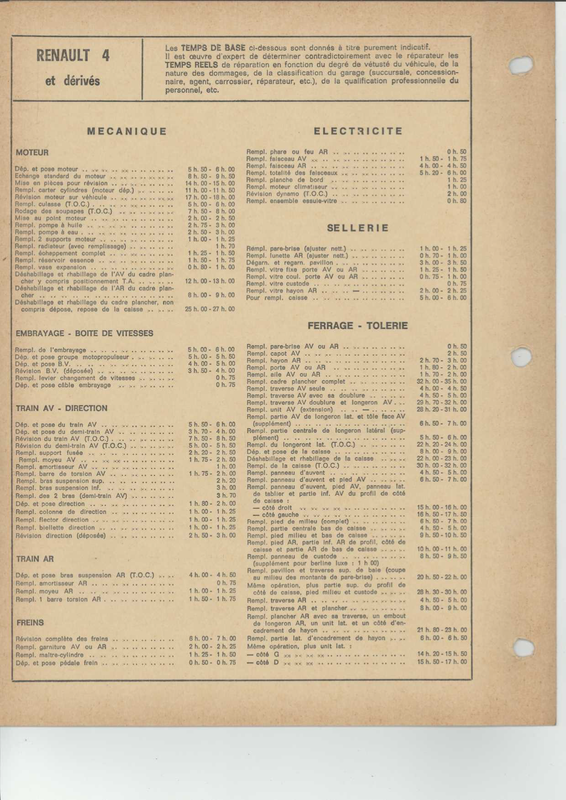 RENAULT 4
et dérivés
Les TEMPS DE BASE ci-dessous sont donnés à titre purement indicatif.
Il est œuvre d'expert de déterminer contradictoirement avec le réparateur les
TEMPS REELS de réparation en fonction du degré de vétusté du véhicule, de la
nature des dommages, de la classification du garage (succursale, concession-
naire, agent, carrossier, réparateur, etc.), de la qualification professionnelle du
personnel, etc.
MECANIQUE
MOTEUR
Dép. et pose moteur 5 h. 50 - 6 h. 00
Echange standard du moteur 8 h. 50 - 9 h. 50
Mise en pièces pour révision 14 h. 00 - 15 h. 00
Rempl. carter cylindres (moteur dép.) 11 h. 00 - 11 h. 50
Révision moteur sur véhicule 17 h. 00 - 18 h. 00
Rempl. culasse (T.O.C.) 5 h. 00 - 6 h. 00
Rodage des soupapes (T.O.C.) 7 h. 50 - 8 h. 00
Mise au point moteur 2 h. 00 - 2 h. 50
Rempl. pompe à huile 2 h. 75 - 3 h. 00
Rempl. pompe à eau 2 h. 50 - 3 h. 00
Rempl. 2 supports moteur 1 h. 00 - 1 h. 25
Rempl. radiateur (avec remplissage) 1 h. 75
Rempl. échappement complet 1 h. 25 - 1 h. 50
Rempl. réservoir essence 1 h. 50 - 1 h. 75
Rempl. vase expansion 0 h. 80 - 1 h. 00
Déshabillage et rhabillage de l'AV du cadre plan-
cher y compris positionnement T.A. 12 h. 00 - 13 h. 00
Déshabillage et rhabillage de l'AR du cadre plan-
cher 8 h. 00 - 9 h. 00
Déshabillage et rhabillage du cadre plancher, non
compris dépose, repose de la caisse 25 h. 00 - 27 h. 00
EMBRAYAGE - BOITE DE VITESSES
Rempl. de l'embrayage 5 h. 00 - 6 h. 00
Dép. et pose groupe motopropulseur 5 h. 00 - 5 h. 50
Dép. et pose B.V. 4 h. 00 - 5 h. 00
Révision B.V. (déposée) 3 h. 50 - 4 h. 00
Rempl. levier changement de vitesses 0 h. 75
Dép. et pose câble embrayage 0 h. 75
TRAIN AV - DIRECTION
Dép. et pose du train AV 5 h. 50 - 6 h. 00
Dép. et pose du demi-train AV 3 h. 70 - 4 h. 00
Révision du train AV (T.O.C.) 7 h. 50 - 8 h. 50
Révision du demi-train AV (T.O.C.) 5 h. 00 - 5 h. 50
Rempl. support fusée 2 h. 20 - 2 h. 50
Rempl. moyeu AV 1 h. 75 - 2 h. 50
Rempl. amortisseur AV 1 h. 00
Rempl. barre de torsion AV 1 h. 75 - 2 h. 00
Rempl. bras suspension sup. 2 h. 20
Rempl. bras suspension inf. 3 h. 00
Rempl. des 2 bras (demi-train AV) 3 h. 70
Dép. et pose direction 1 h. 80 - 2 h. 00
Rempl. colonne de direction 1 h. 00 - 1 h. 25
Rempl. flector direction 1 h. 00 - 1 h. 25
Rempl. biellette direction 1 h. 00 - 1 h. 25
Révision direction (déposée) 2 h. 50 - 3 h. 00
TRAIN AR
Dép. et pose bras suspension AR (T.O.C.) 4 h. 00 - 4 h. 50
Rempl. amortisseur AR 0 h. 75
Rempl. moyeu AR 1 h. 00 - 1 h. 25
Rempl. 1 barre torsion AR 1 h. 50 - 1 h. 75
FREINS
Révision complète des freins 6 h. 00 - 7 h. 00
Rempl. garniture AV ou AR 2 h. 00 - 2 h. 25
Rempl. maître-cylindre 1 h. 25 - 1 h. 50
Dép. et pose pédale frein 0 h. 50 - 0 h. 75
ELECTRICITE
Rempl. phare ou feu AR 0 h. 50
Rempl. faisceau AV 1 h. 50 - 1 h. 75
Rempl. faisceau AR 4 h. 00 - 4 h. 50
Rempl. totalité des faisceaux 5 h. 20 - 6 h. 00
Rempl. planche de bord 1 h. 25
Rempl. moteur climatiseur 1 h. 00
Révision dynamo (T.O.C.) 2 h. 00
Rempl. ensemble essuie-vitre 0 h. 80
SELLERIE
Rempl. pare-brise (ajuster nett.) 1 h. 00 - 1 h. 25
Rempl. lunette AR (ajuster nett.) 0 h. 70 - 1 h. 00
Dégarn. et regarn. pavillon 3 h. 00 - 3 h. 50
Rempl. vitre fixe porte AV ou AR 1 h. 25 - 1 h. 50
Rempl. vitre coul. porte AV ou AR 0 h. 75 - 1 h. 00
Rempl. vitre custode 0 h. 75
Rempl. vitre hayon AR 2 h. 00 - 2 h. 25
Pour rempl. caisse 5 h. 00 - 6 h. 00
FERRAGE - TOLERIE
Rempl. pare-brise AV ou AR 0 h. 50
Rempl. capot AV 2 h. 50
Rempl. hayon AR 2 h. 70 - 3 h. 00
Rempl. porte AV ou AR 1 h. 80 - 2 h. 00
Rempl. aile AV ou AR 1 h. 70 - 2 h. 00
Rempl. cadre plancher complet 32 h. 00 - 35 h. 00
Rempl. traverse AV seule 4 h. 00 - 4 h. 50
Rempl. traverse AV avec sa doublure 4 h. 50 - 5 h. 00
Rempl. traverse AV doublure et longeron AV 20 h. 70 - 22 h. 00
Rempl. unit AV (extension) — 28 h. 20 - 31 h. 00
Rempl. partie AV de longeron lat. et tôle face AV
(supplément) 6 h. 50 - 7 h. 00
Rempl. partie centrale de longeron latéral (sup-
plément) 5 h. 50 - 6 h. 00
Rempl. du longeront lat. (T.O.C.) 22 h. 20 - 24 h. 00
Dép. et pose de la caisse 8 h. 00 - 9 h. 00
Déshabillage et rhabillage de la caisse 22 h. 00 - 23 h. 00
Rempl. de la caisse (T.O.C.) 30 h. 00 - 32 h. 00
Rempl. panneau d'auvent 4 h. 50 - 5 h. 00
Rempl. panneau d'auvent et pied AV 6 h. 50 - 7 h. 00
Rempl. panneau d'auvent, pied AV, panneau lat.
de tablier et partie inf. AV du profil de côté
de caisse :
— côté droit 15 h. 00 - 16 h. 00
— côté gauche 16 h. 50 - 17 h. 00
Rempl. pied de milieu (complet) 6 h. 50 - 7 h. 00
Rempl. partie centrale bas de caisse 4 h. 50 - 5 h. 00
Rempl. pied milieu et bas de caisse 9 h. 50 - 10 h. 50
Rempl. pied AR, partie inf. AR de profil. côté de
caisse et partie AR de bas de caisse 10 h. 00 - 11 h. 00
Rempl. panneau de custode 8 h. 50 - 9 h. 50
(supplément pour berline luxe : 1 h 00)
Rempl. pavillon et traverse sup. de baie (coupe
au milieu des montants de pare-brise) 20 h. 50 - 22 h. 00
Même opération, plus partie sup. du profil de
côté de caisse, pied milieu et custode 28 h. 50 - 30 h. 00
Rempl. traverse AR 4 h. 50 - 5 h. 00
Rempl. traverse AR et plancher 8 h. 00 - 9 h. 00
Rempl. plancher AR avec sa traverse, un embout
de longeron AR, un unit lat. et un côté d'en-
cadrement de hayon 21 h. 80 - 23 h. 00
Rempl. partie lat. d'encadrement de hayon 6 h. 00 - 6 h. 50
Même opération, plus unit lat. :
— côté G 14 h. 20 - 15 h. 50
— côté D 15 h. 50 - 17 h. 00